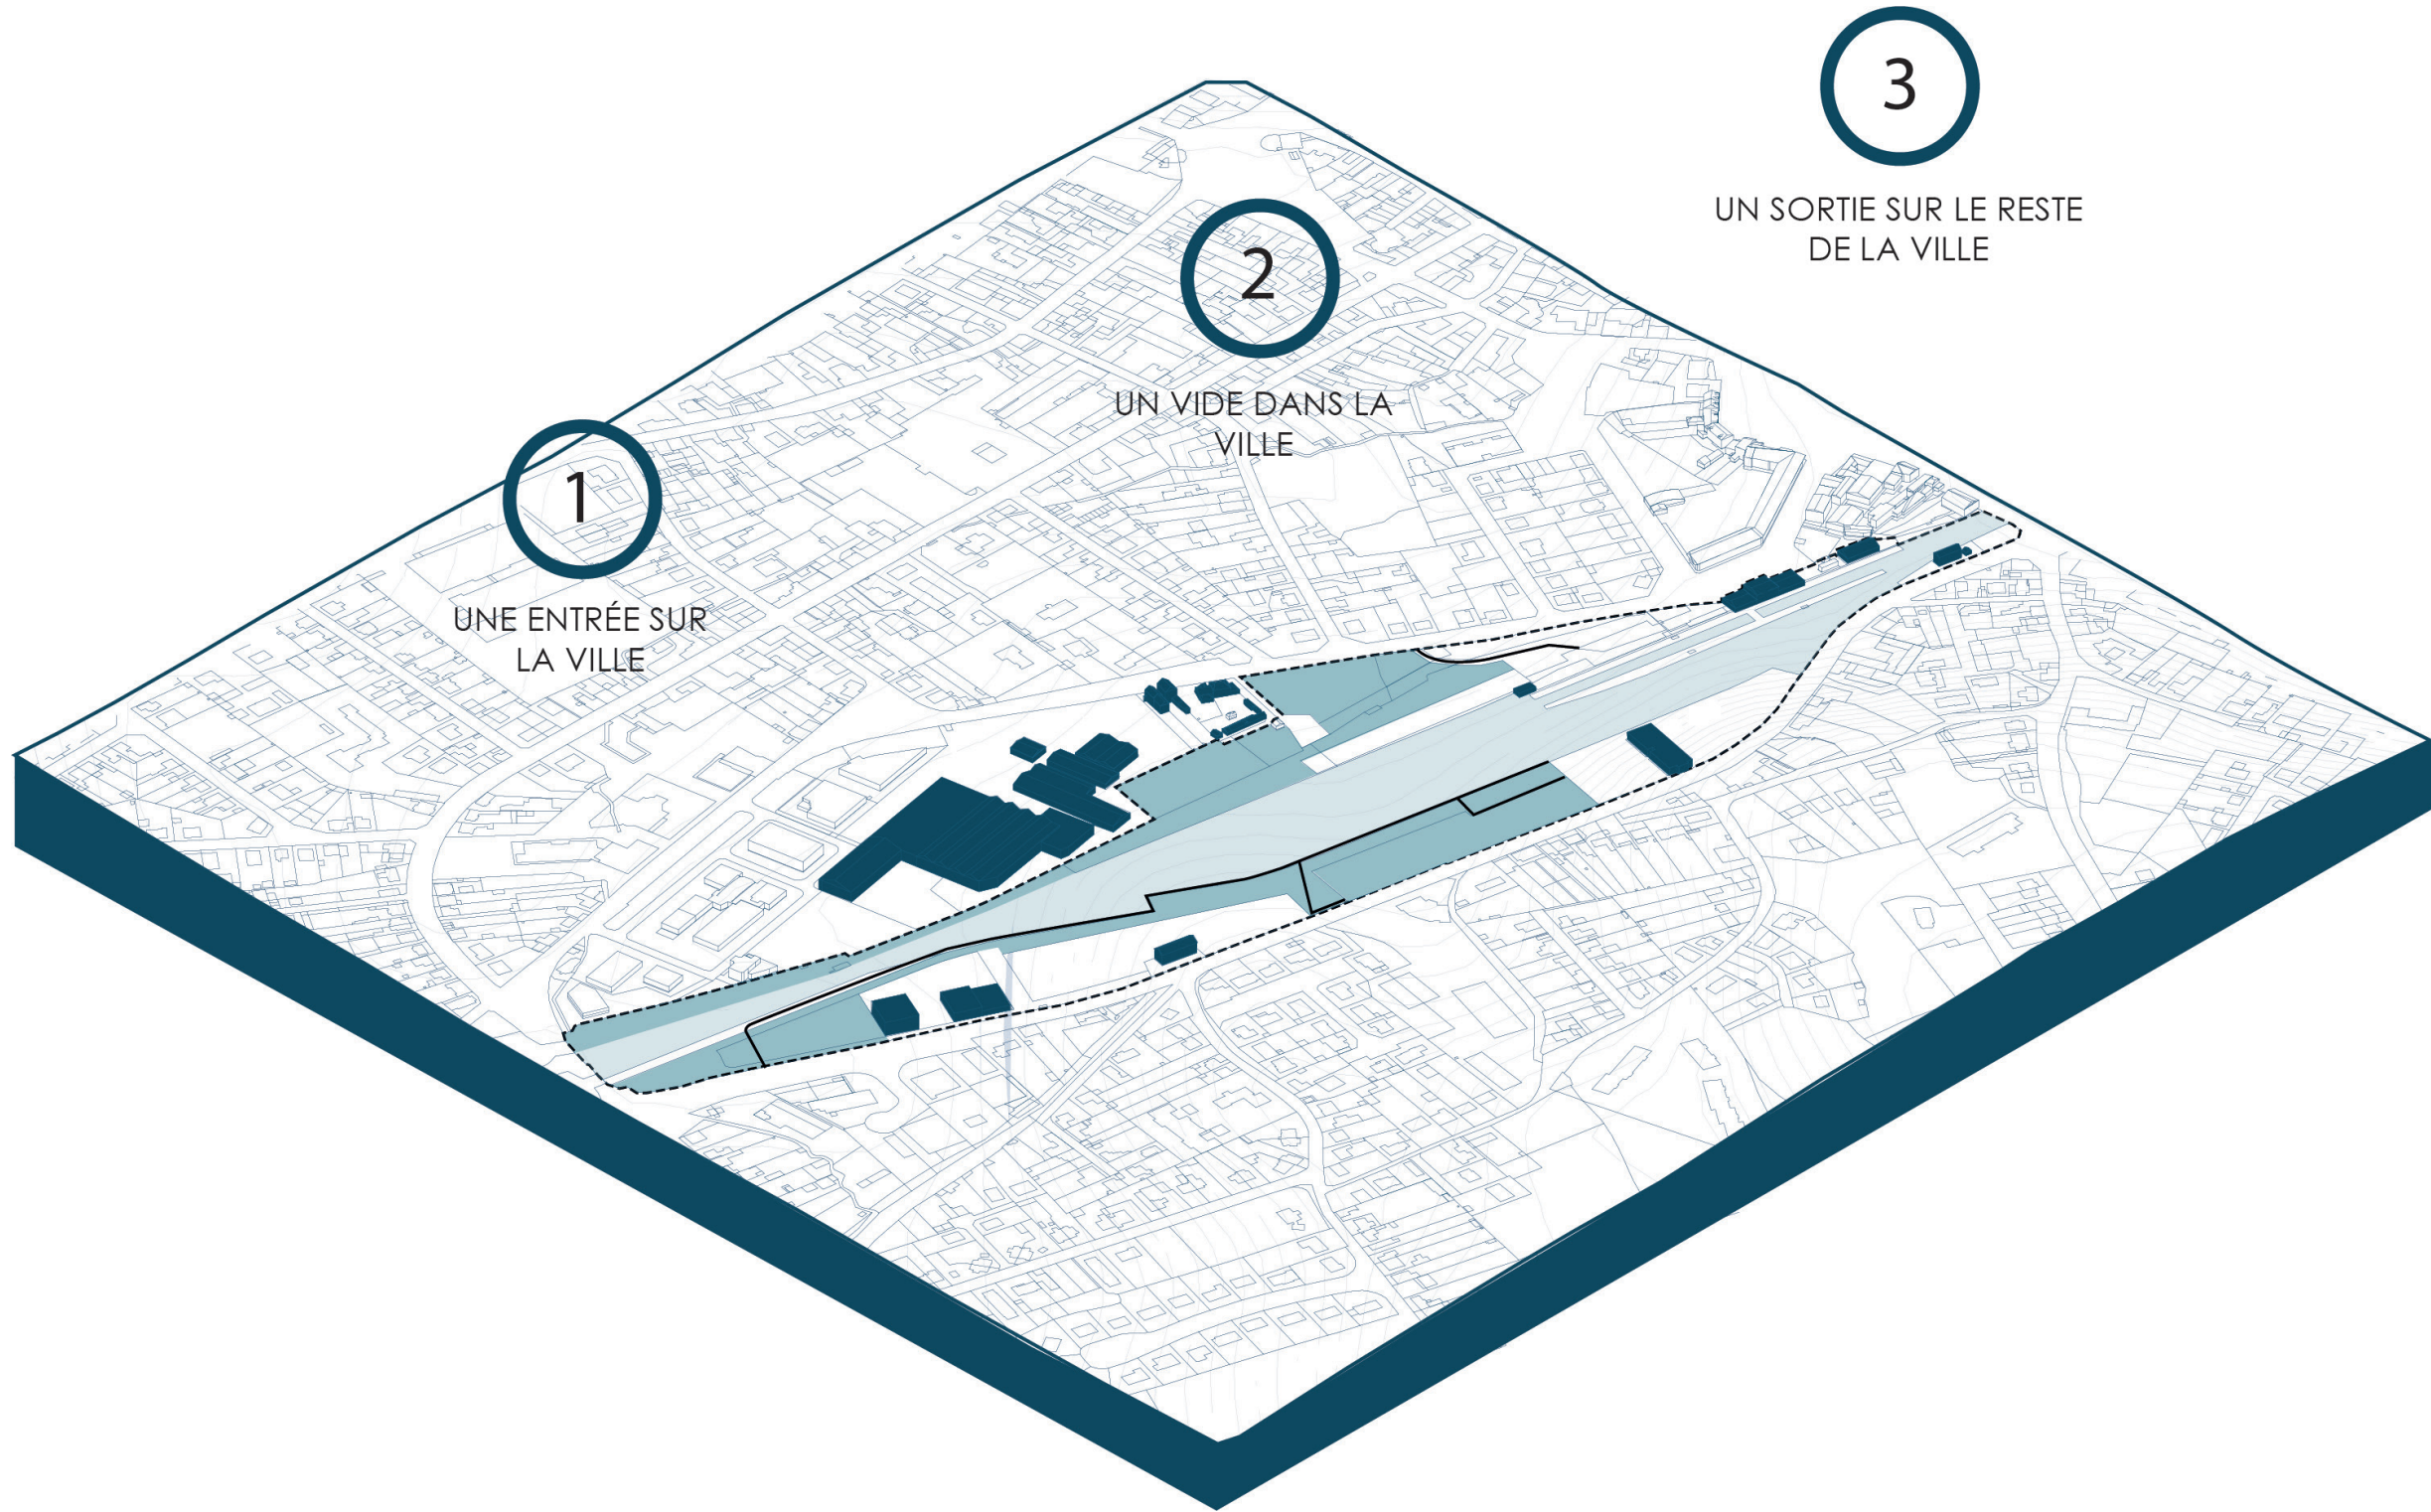 3
UN SORTIE SUR LE RESTE
DE LA VILLE
2
UN VIDE DANS LA
VILLE
1
UNE ENTRÉE SUR
LA VILLE